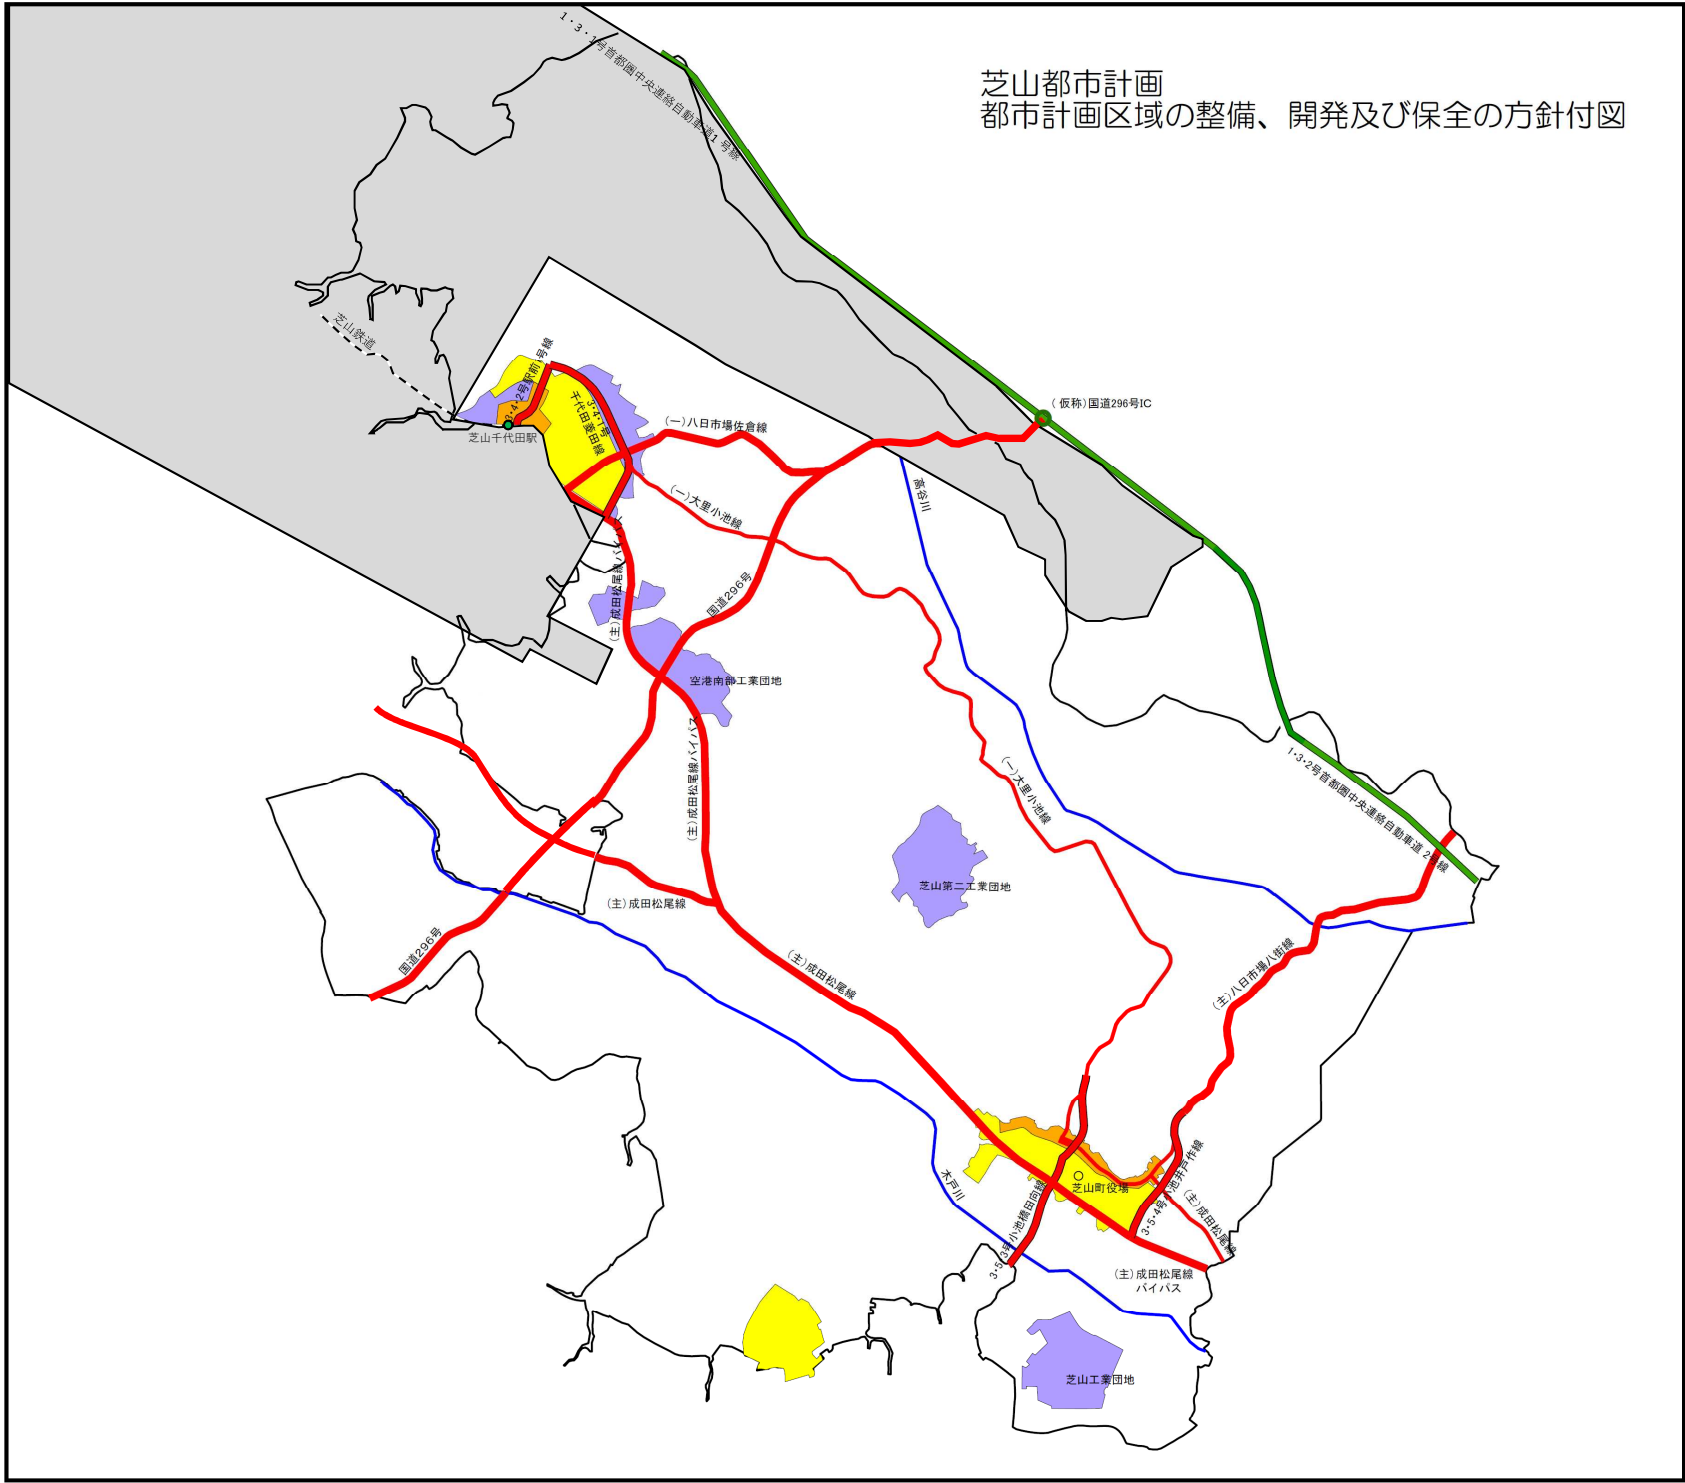 芝山都市計画
都市計画区域の整備、開発及び保全の方針付図
1・3・1号首都圏中央連絡自動車道1号線
芝山鉄道
3・4・2号駅前1号線
3・4・1号
千代田菱田線
芝山千代田駅
(一)八日市場佐倉線
(仮称)国道296号IC
(一)大里小池線
高谷川
(主)成田松尾線バイパス
国道296号
空港南部工業団地
(主)成田松尾線バイパス
(一)大里小池線
1・3・2号首都圏中央連絡自動車道 2号線
芝山第二工業団地
(主)成田松尾線
国道296号
(主)成田松尾線
(主)八日市場八街線
木戸川
芝山町役場
3・5・3号小池橋田向線
3・5・4号小池井戸作線
(主)成田松尾線
(主)成田松尾線
バイパス
芝山工業団地